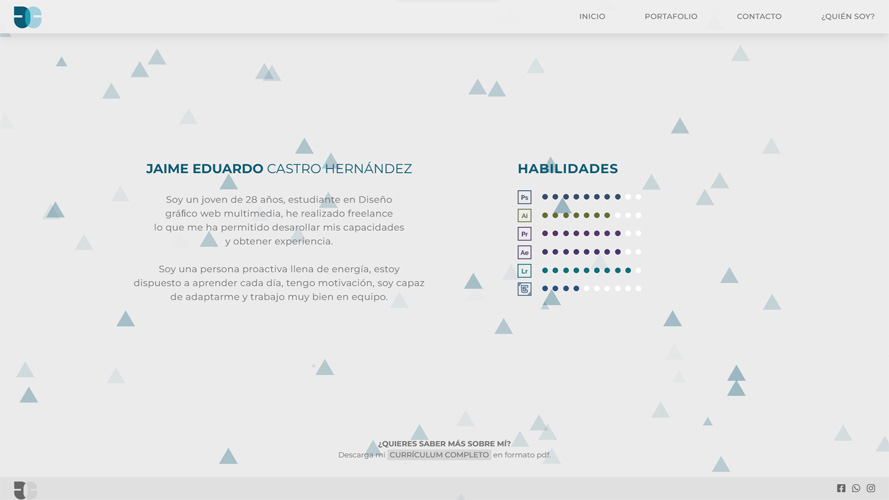 INICIO
PORTAFOLIO
CONTACTO
¿QUIÉN SOY?
JAIME EDUARDO CASTRO HERNÁNDEZ
Soy un joven de 28 años, estudiante en Diseño
gráfico web multimedia, he realizado freelance
lo que me ha permitido desarollar mis capacidades
y obtener experiencia.
Soy una persona proactiva llena de energía, estoy
dispuesto a aprender cada día, tengo motivación, soy capaz
de adaptarme y trabajo muy bien en equipo.
HABILIDADES
Ps
Ai
Pr
Ae
Lr
¿QUIERES SABER MÁS SOBRE MÍ?
Descarga mi CURRÍCULUM COMPLETO en formato pdf.